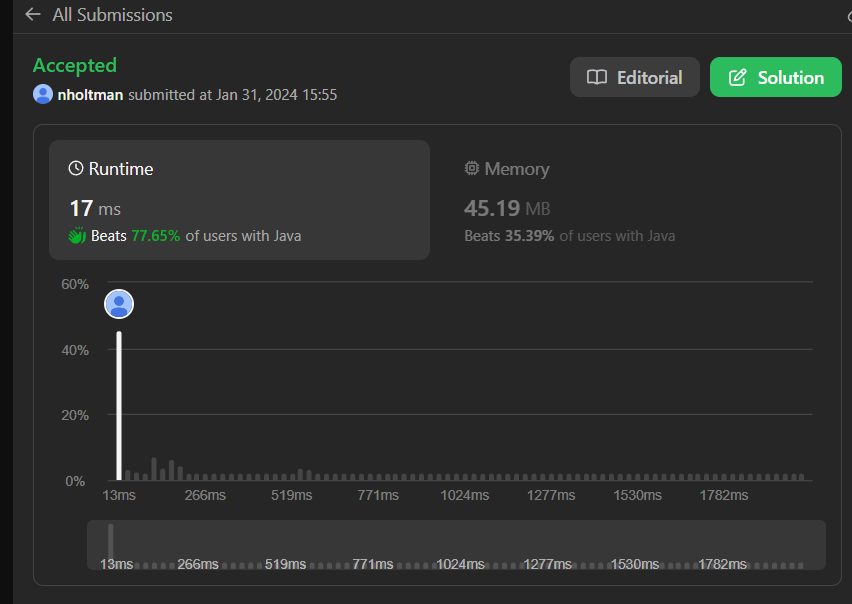 All Submissions
Accepted
Editorial
Solution
nholtman submitted at Jan 31, 2024 15:55
Runtime
17 ms
Beats 77.65% of users with Java
Memory
45.19 MB
Beats 35.39% of users with Java
60%
40%
20%
0%
13ms 266ms 519ms 771ms 1024ms 1277ms 1530ms 1782ms
13ms 266ms 519ms 771ms 1024ms 1277ms 1530ms 1782ms